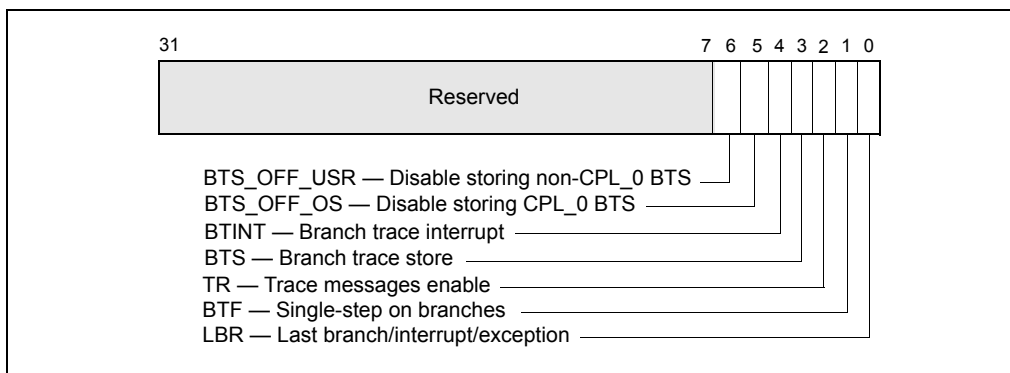 31 7 6 5 4 3 2 1 0
Reserved
BTS_OFF_USR — Disable storing non-CPL_0 BTS
BTS_OFF_OS — Disable storing CPL_0 BTS
BTINT — Branch trace interrupt
BTS — Branch trace store
TR — Trace messages enable
BTF — Single-step on branches
LBR — Last branch/interrupt/exception